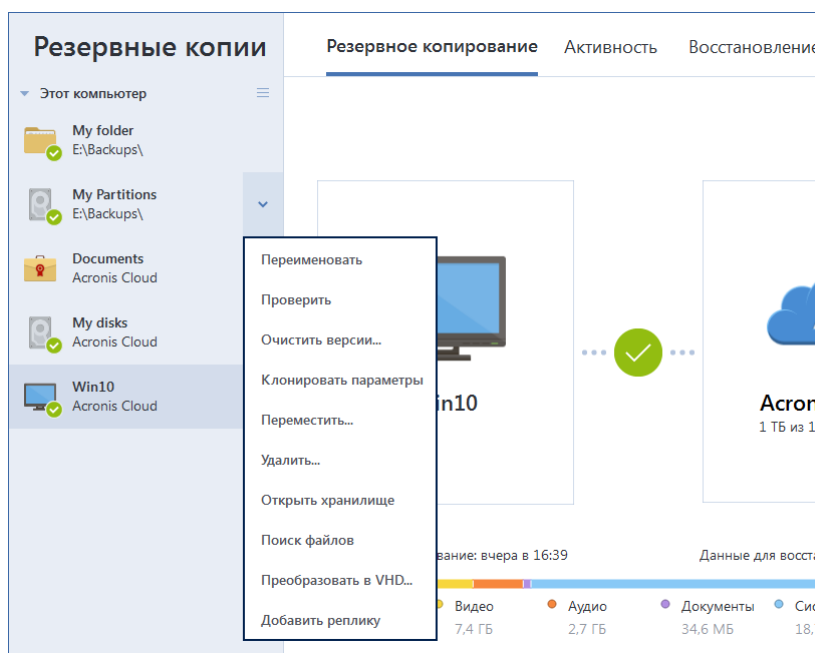 Резервные копии
Резервное копирование Активность Восстановление
Этот компьютер
My folder
E:\Backups\
My Partitions
E:\Backups\
Documents
Acronis Cloud
My disks
Acronis Cloud
Win10
Acronis Cloud
Переименовать
Проверить
Очистить версии...
Клонировать параметры
Переместить...
Удалить...
Открыть хранилище
Поиск файлов
Преобразовать в VHD...
Добавить реплику
in10
Acron
1 ТБ из 1
вание: вчера в 16:39
Данные для восста
Видео Аудио Документы Сис
7,4 ГБ 2,7 ГБ 34,6 МБ 18,